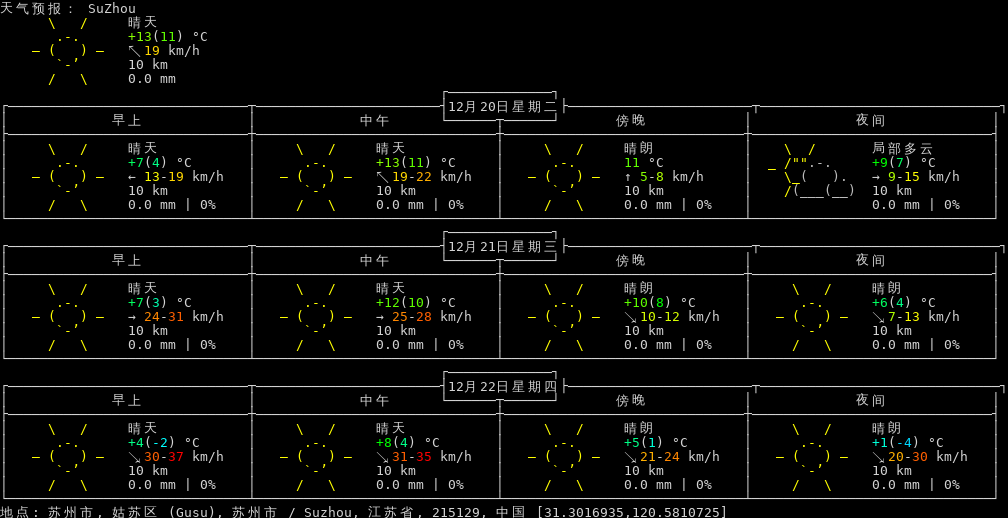 天气预报： SuZhou
晴天
+13(11) °C
↖ 19 km/h
10 km
0.0 mm
12月20日星期二
早上 中午 傍晚 夜间
晴天 晴天 晴朗 局部多云
+7(4) °C +13(11) °C 11 °C +9(7) °C
← 13-19 km/h ↖ 19-22 km/h ↑ 5-8 km/h → 9-15 km/h
10 km 10 km 10 km 10 km
0.0 mm | 0% 0.0 mm | 0% 0.0 mm | 0% 0.0 mm | 0%
12月21日星期三
早上 中午 傍晚 夜间
晴天 晴天 晴朗 晴朗
+7(3) °C +12(10) °C +10(8) °C +6(4) °C
→ 24-31 km/h → 25-28 km/h ↘ 10-12 km/h ↘ 7-13 km/h
10 km 10 km 10 km 10 km
0.0 mm | 0% 0.0 mm | 0% 0.0 mm | 0% 0.0 mm | 0%
12月22日星期四
早上 中午 傍晚 夜间
晴天 晴天 晴朗 晴朗
+4(-2) °C +8(4) °C +5(1) °C +1(-4) °C
↘ 30-37 km/h ↘ 31-35 km/h ↘ 21-24 km/h ↘ 20-30 km/h
10 km 10 km 10 km 10 km
0.0 mm | 0% 0.0 mm | 0% 0.0 mm | 0% 0.0 mm | 0%
地点: 苏州市, 姑苏区 (Gusu), 苏州市 / Suzhou, 江苏省, 215129, 中国 [31.3016935,120.5810725]